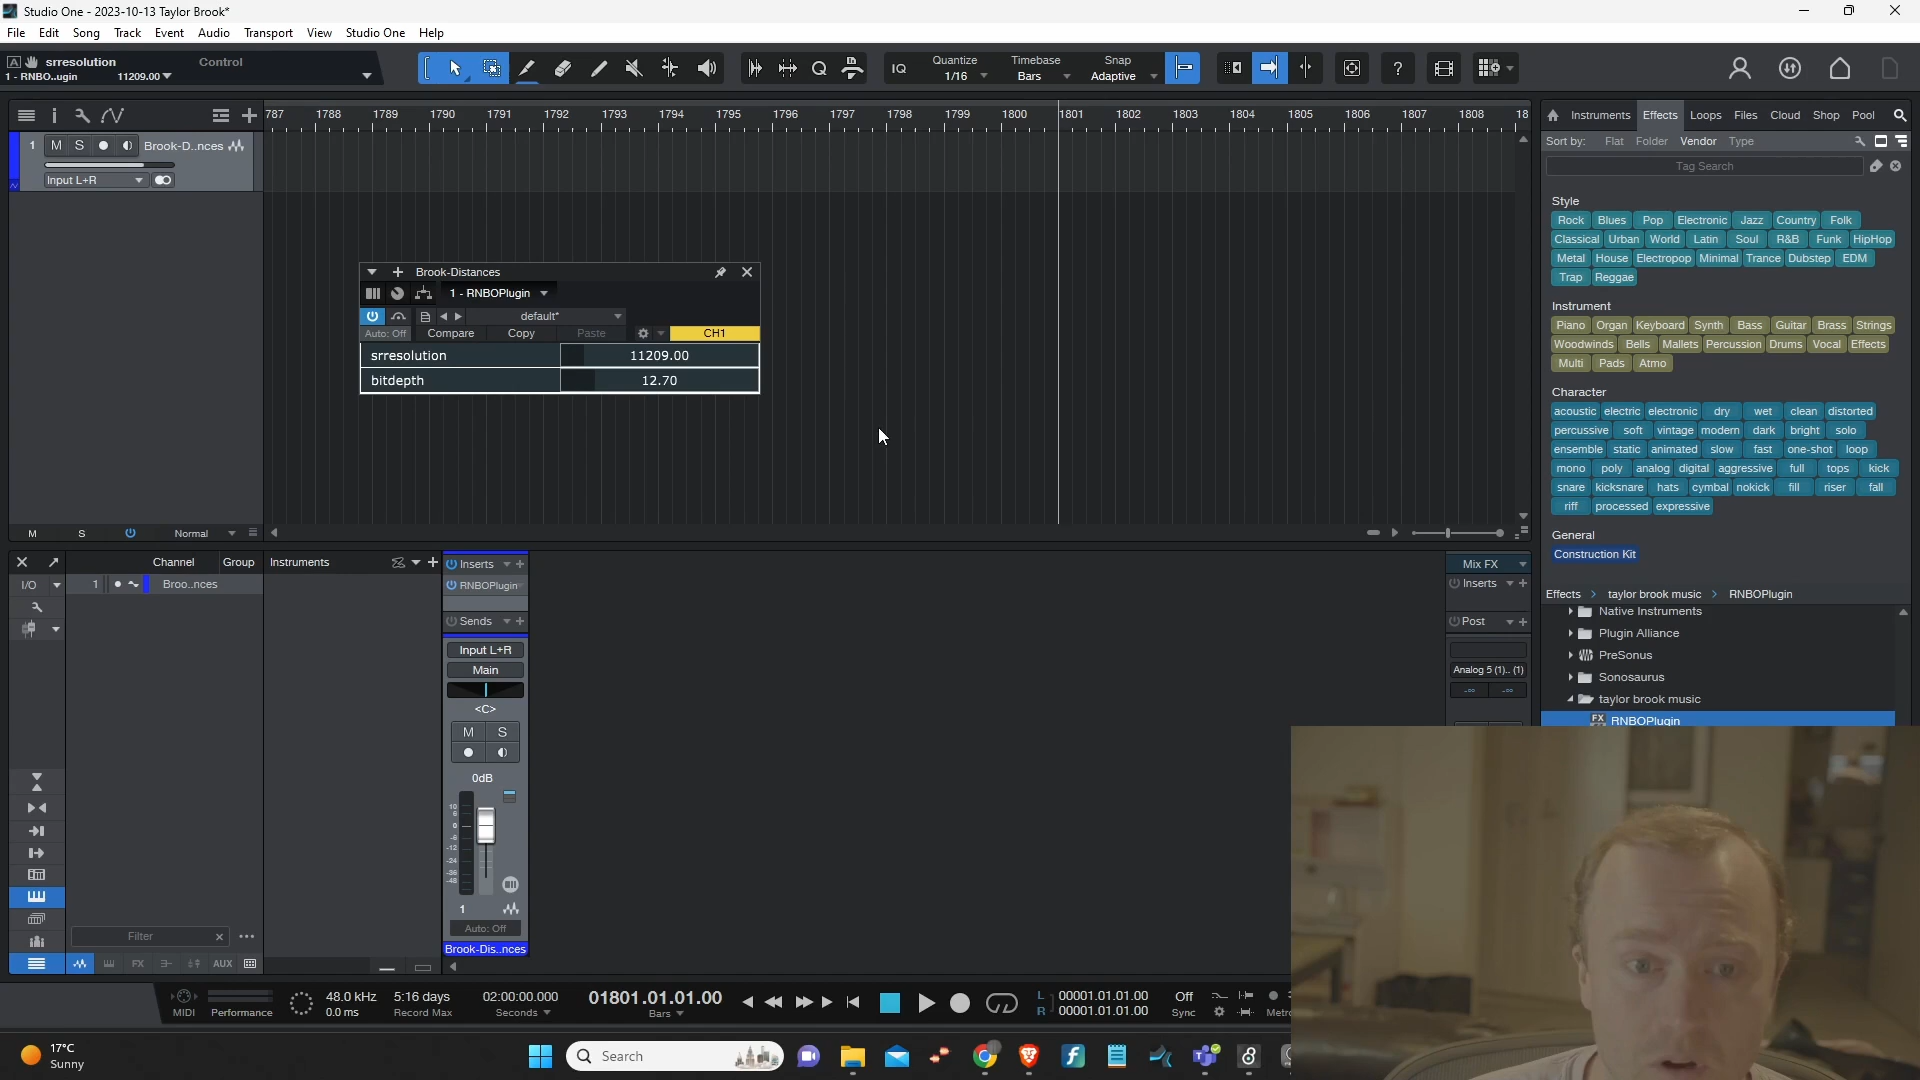 Studio One - 2023-10-13 Taylor Brook*
File Edit Song Track Event Audio Transport View Studio One Help
srresolution Control
1 - RNBO..ugin 11209.00
IQ Quantize 1/16 Timebase Bars Snap Adaptive
?
787 1788 1789 1790 1791 1792 1793 1794 1795 1796 1797 1798 1799 1800 1801 1802 1803 1804 1805 1806 1807 1808 18
1 M S Brook-D..nces
Input L+R
Brook-Distances
1 - RNBOPlugin
default*
Auto: Off Compare Copy Paste CH1
srresolution 11209.00
bitdepth 12.70
M S Normal
Instruments Effects Loops Files Cloud Shop Pool
Sort by: Flat Folder Vendor Type
Tag Search
Style
Rock Blues Pop Electronic Jazz Country Folk
Classical Urban World Latin Soul R&B Funk HipHop
Metal House Electropop Minimal Trance Dubstep EDM
Trap Reggae
Instrument
Piano Organ Keyboard Synth Bass Guitar Brass Strings
Woodwinds Bells Mallets Percussion Drums Vocal Effects
Multi Pads Atmo
Character
acoustic electric electronic dry wet clean distorted
percussive soft vintage modern dark bright solo
ensemble static animated slow fast one-shot loop
mono poly analog digital aggressive full tops kick
snare kicksnare hats cymbal nokick fill riser fall
riff processed expressive
General
Construction Kit
Effects > taylor brook music > RNBOPlugin
Native Instruments
Plugin Alliance
PreSonus
Sonosaurus
taylor brook music
FX RNBOPlugin
Channel Group Instruments
I/O 1 Broo..nces
Filter
FX AUX
Inserts
RNBOPlugin
Sends
Input L+R
Main
<C>
M S
0dB
10
6
0
-6
-12
-24
-36
-48
1
Auto: Off
Brook-Dis..nces
Mix FX
Inserts
Post
Analog 5 (1).. (1)
-∞ -∞
MIDI Performance 48.0 kHz 0.0 ms 5:16 days Record Max 02:00:00.000 Seconds 01801.01.01.00 Bars L 00001.01.01.00 R 00001.01.01.00 Off Sync
17°C
Sunny
Search